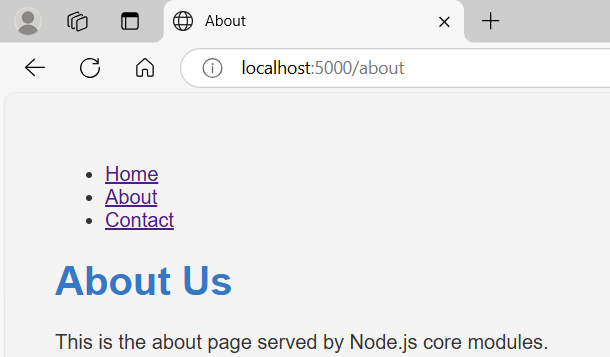 About
localhost:5000/about
Home
About
Contact
About Us
This is the about page served by Node.js core modules.